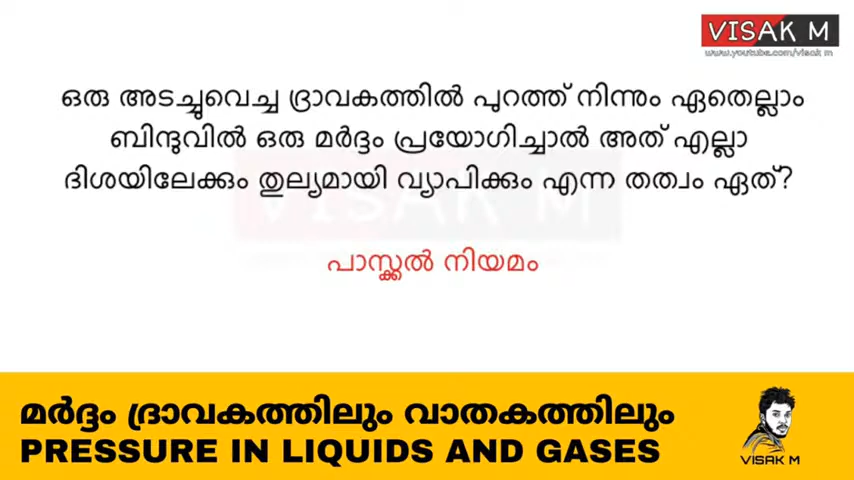 VISAK M
www.youtube.com/visak m
ഒരു അടച്ചുവെച്ച ദ്രാവകത്തിൽ പുറത്ത് നിന്നും ഏതെല്ലാം
ബിന്ദുവിൽ ഒരു മർദ്ദം പ്രയോഗിച്ചാൽ അത് എല്ലാ
ദിശയിലേക്കും തുല്യമായി വ്യാപിക്കും എന്ന തത്വം ഏത്?
VISAK M
പാസ്ക്കൽ നിയമം
മർദ്ദം ദ്രാവകത്തിലും വാതകത്തിലും
PRESSURE IN LIQUIDS AND GASES
VISAK M